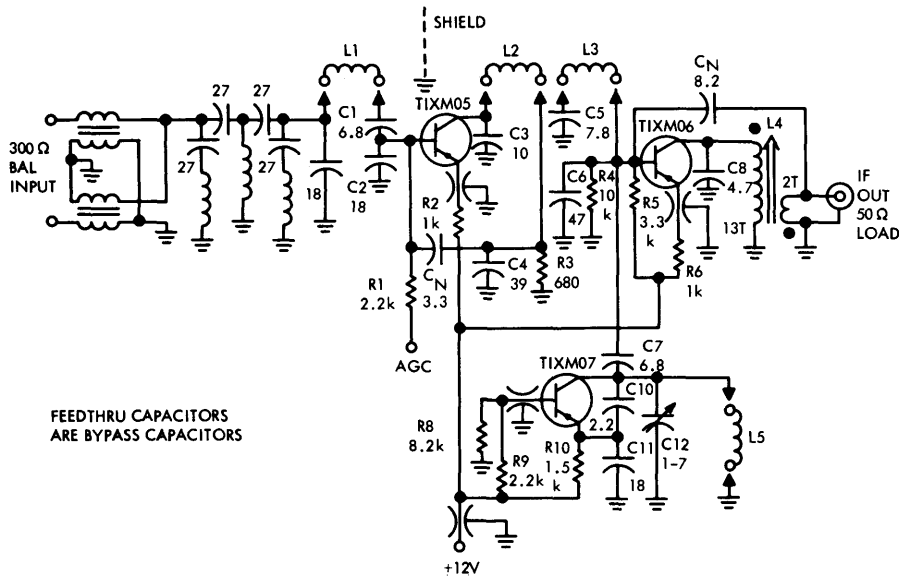 SHIELD
L1
L2
L3
27
27
27
27
C1
6.8
C2
18
18
TIXM05
C3
10
C5
7.8
C6
47
R4
10
k
TIXM06
CN
8.2
L4
C8
4.7
2T
13T
IF
OUT
50 Ω
LOAD
300 Ω
BAL
INPUT
R2
1k
R1
2.2k
CN
3.3
C4
39
R3
680
R5
3.3
k
R6
1k
AGC
TIXM07
C7
6.8
C10
2.2
C11
18
C12
1-7
L5
R8
8.2k
R9
2.2k
R10
1.5
k
FEEDTHRU CAPACITORS
ARE BYPASS CAPACITORS
+12V